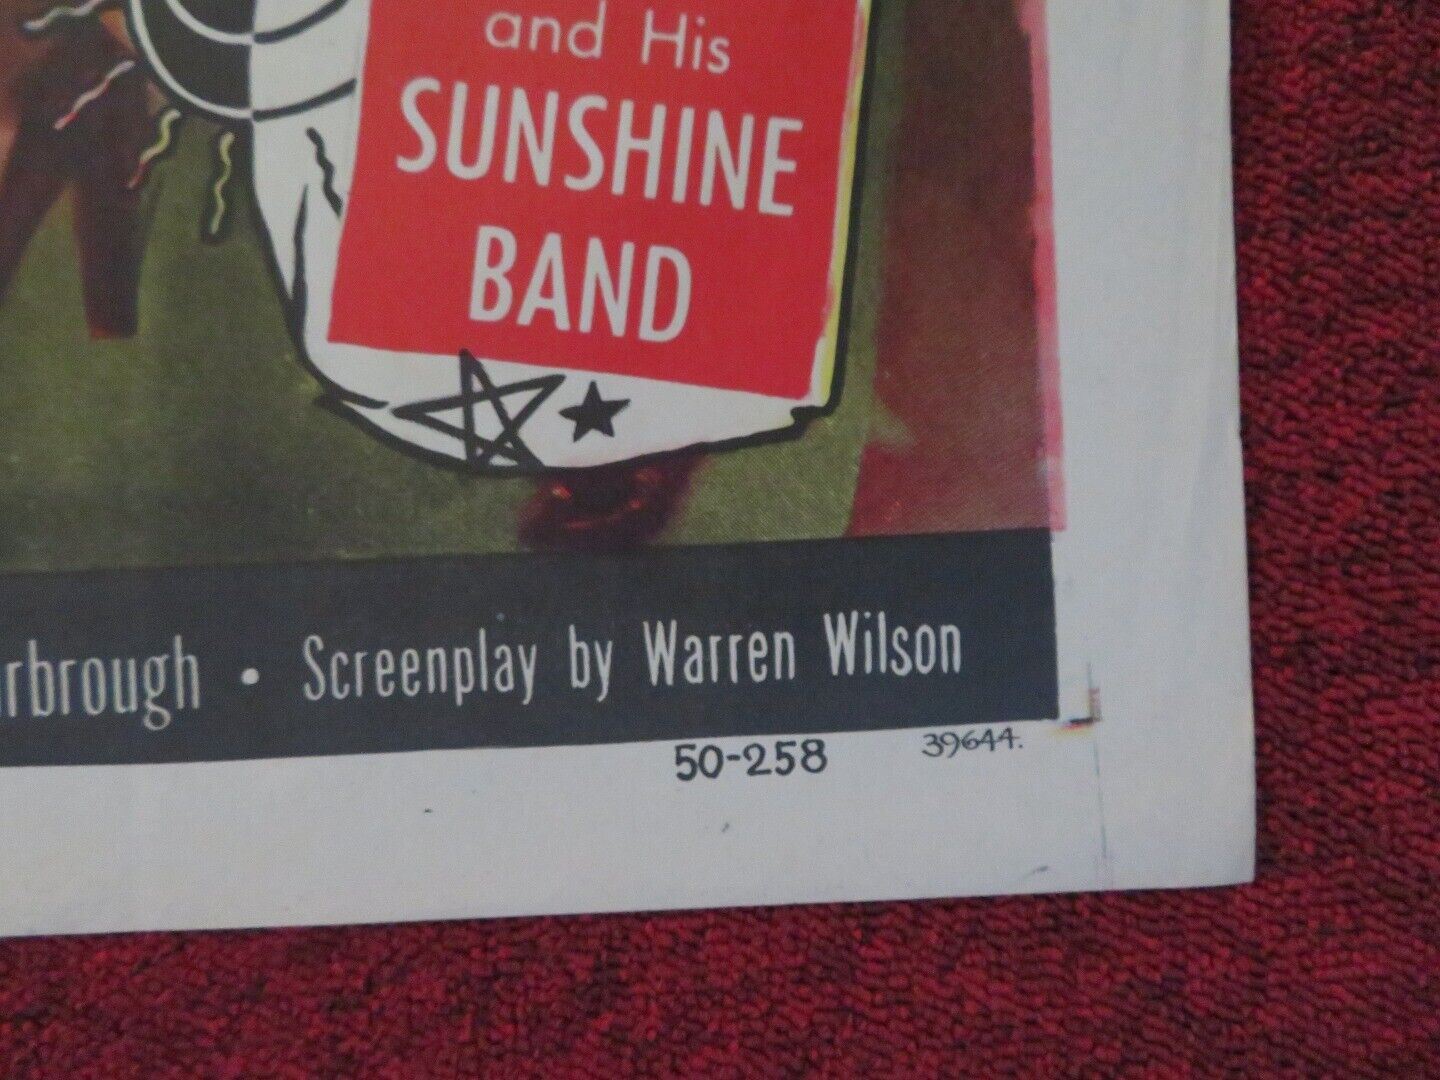 and His
SUNSHINE
BAND
rbrough • Screenplay by Warren Wilson
50-258
39644.